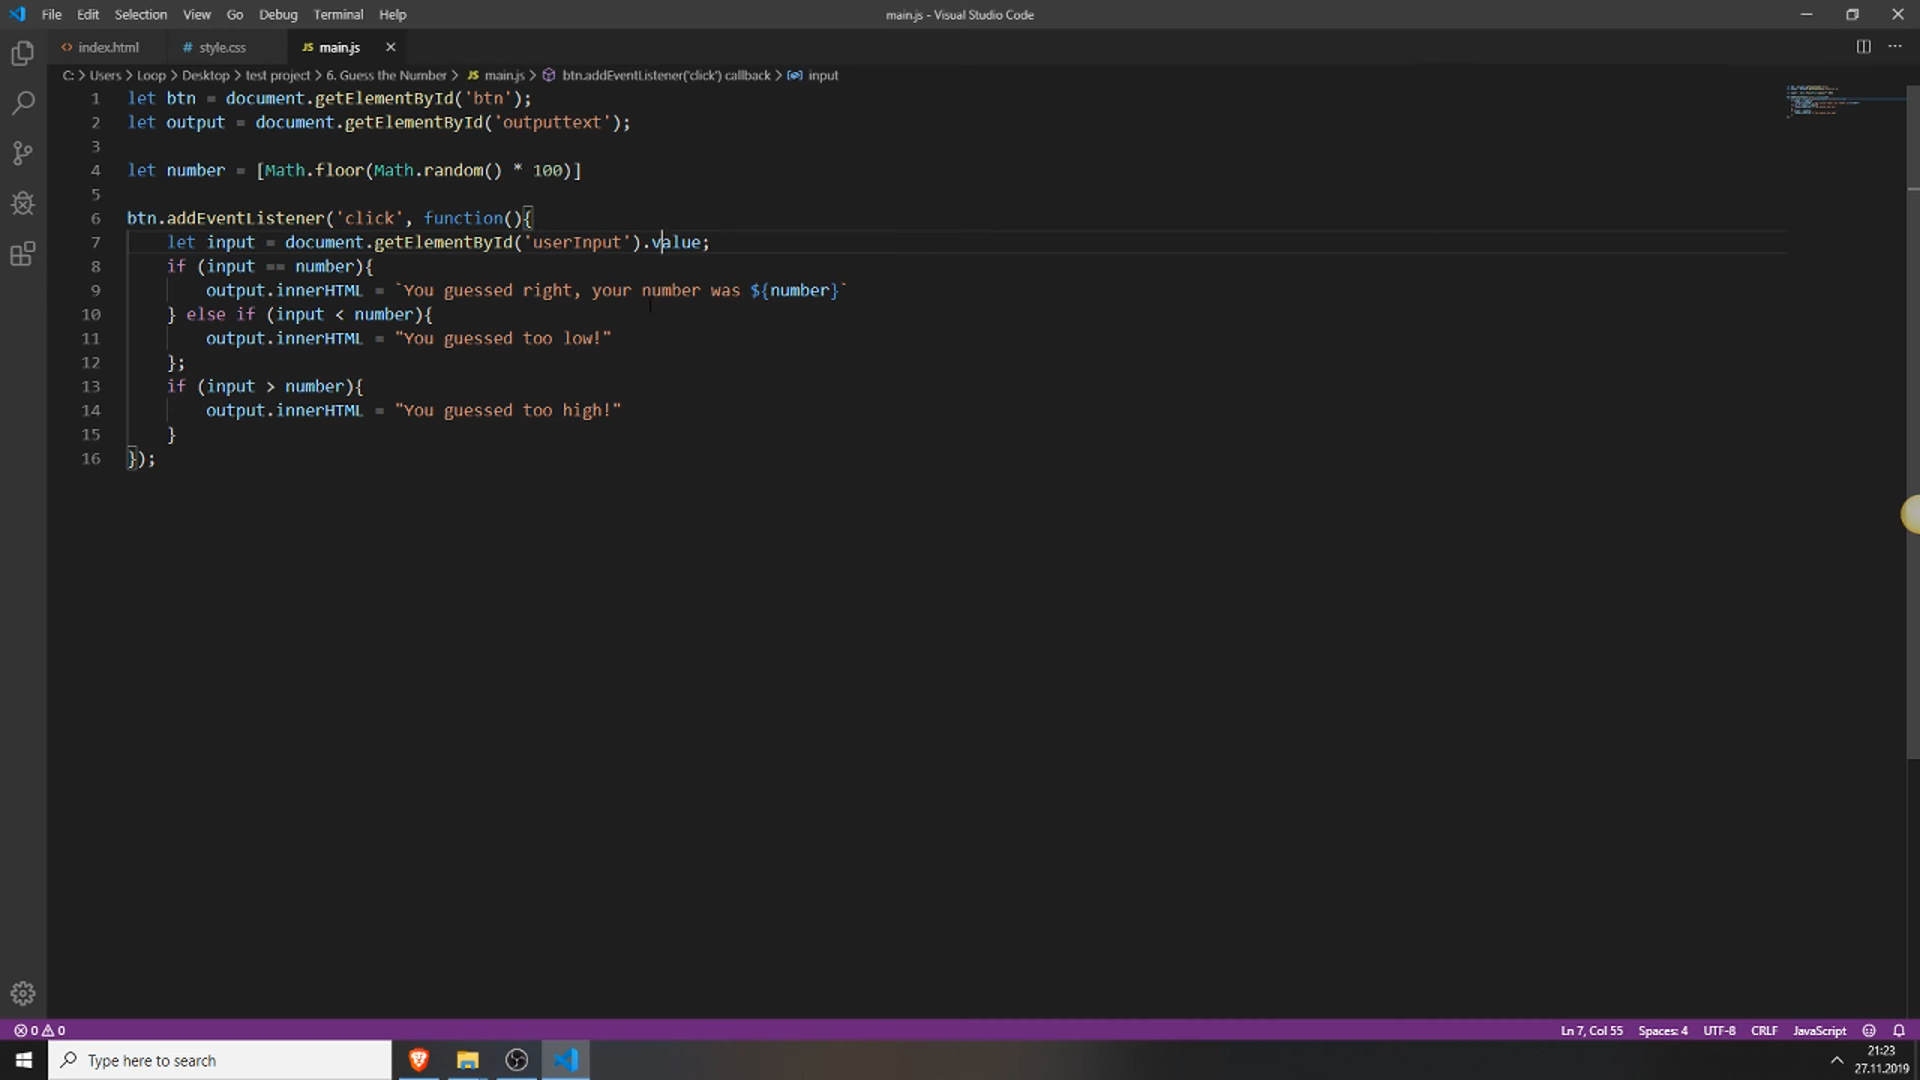 File Edit Selection View Go Debug Terminal Help main.js - Visual Studio Code
<> index.html # style.css JS main.js ×
C: > Users > Loop > Desktop > test project > 6. Guess the Number > JS main.js > btn.addEventListener('click') callback > input
1 let btn = document.getElementById('btn');
2 let output = document.getElementById('outputtext');
3
4 let number = [Math.floor(Math.random() * 100)]
5
6 btn.addEventListener('click', function(){
7 let input = document.getElementById('userInput').value;
8 if (input == number){
9 output.innerHTML = `You guessed right, your number was ${number}`
10 } else if (input < number){
11 output.innerHTML = "You guessed too low!"
12 };
13 if (input > number){
14 output.innerHTML = "You guessed too high!"
15 }
16 });
0 0 Ln 7, Col 55 Spaces: 4 UTF-8 CRLF JavaScript
Type here to search
21:23
27.11.2019